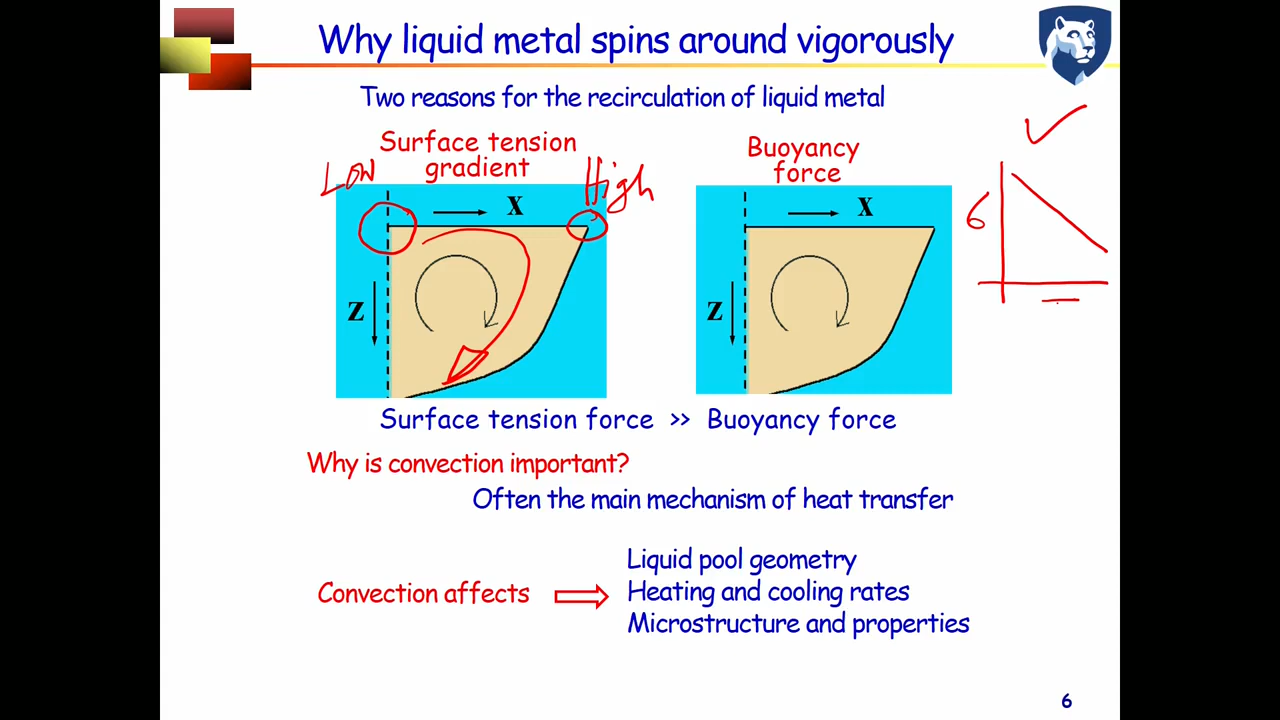 Why liquid metal spins around vigorously
Two reasons for the recirculation of liquid metal
Surface tension
gradient
Low
High
x
z
Buoyancy
force
x
z
Surface tension force >> Buoyancy force
Why is convection important?
Often the main mechanism of heat transfer
Convection affects
Liquid pool geometry
Heating and cooling rates
Microstructure and properties
6